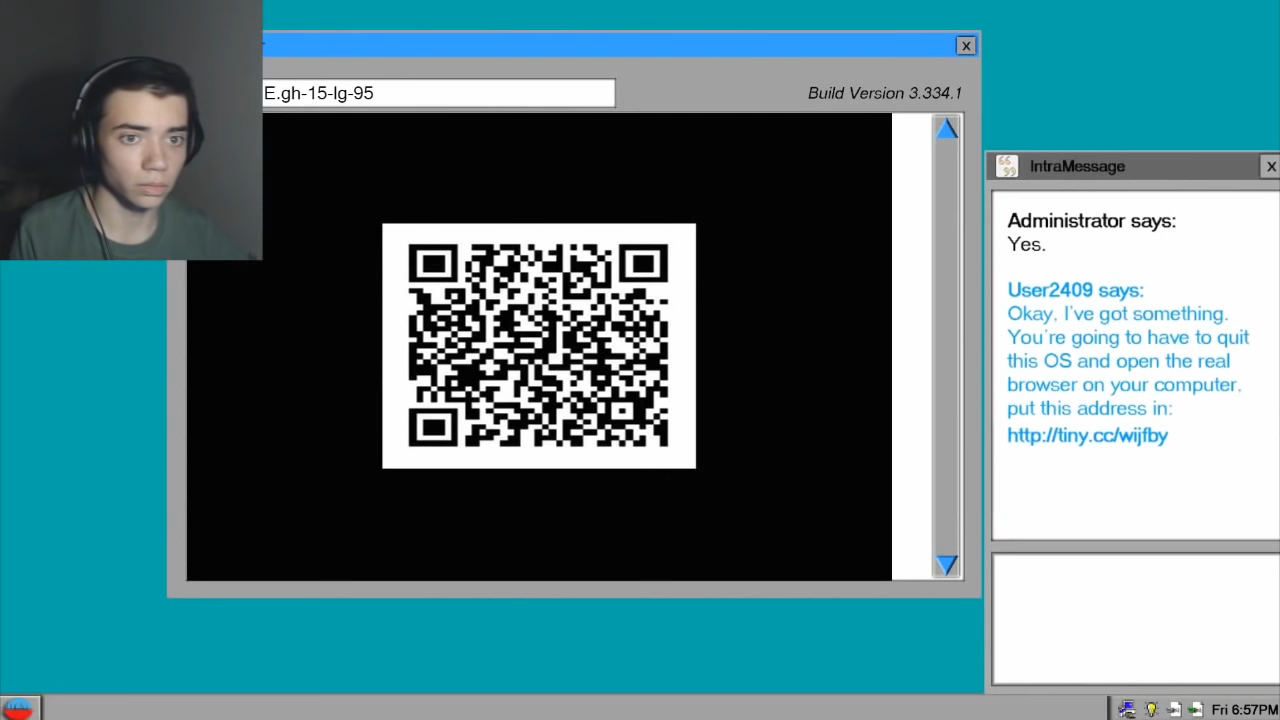 E.gh-15-lg-95
Build Version 3.334.1
IntraMessage
Administrator says:
Yes.
User2409 says:
Okay, I've got something.
You're going to have to quit
this OS and open the real
browser on your computer.
put this address in:
http://tiny.cc/wijfby
Fri 6:57PM